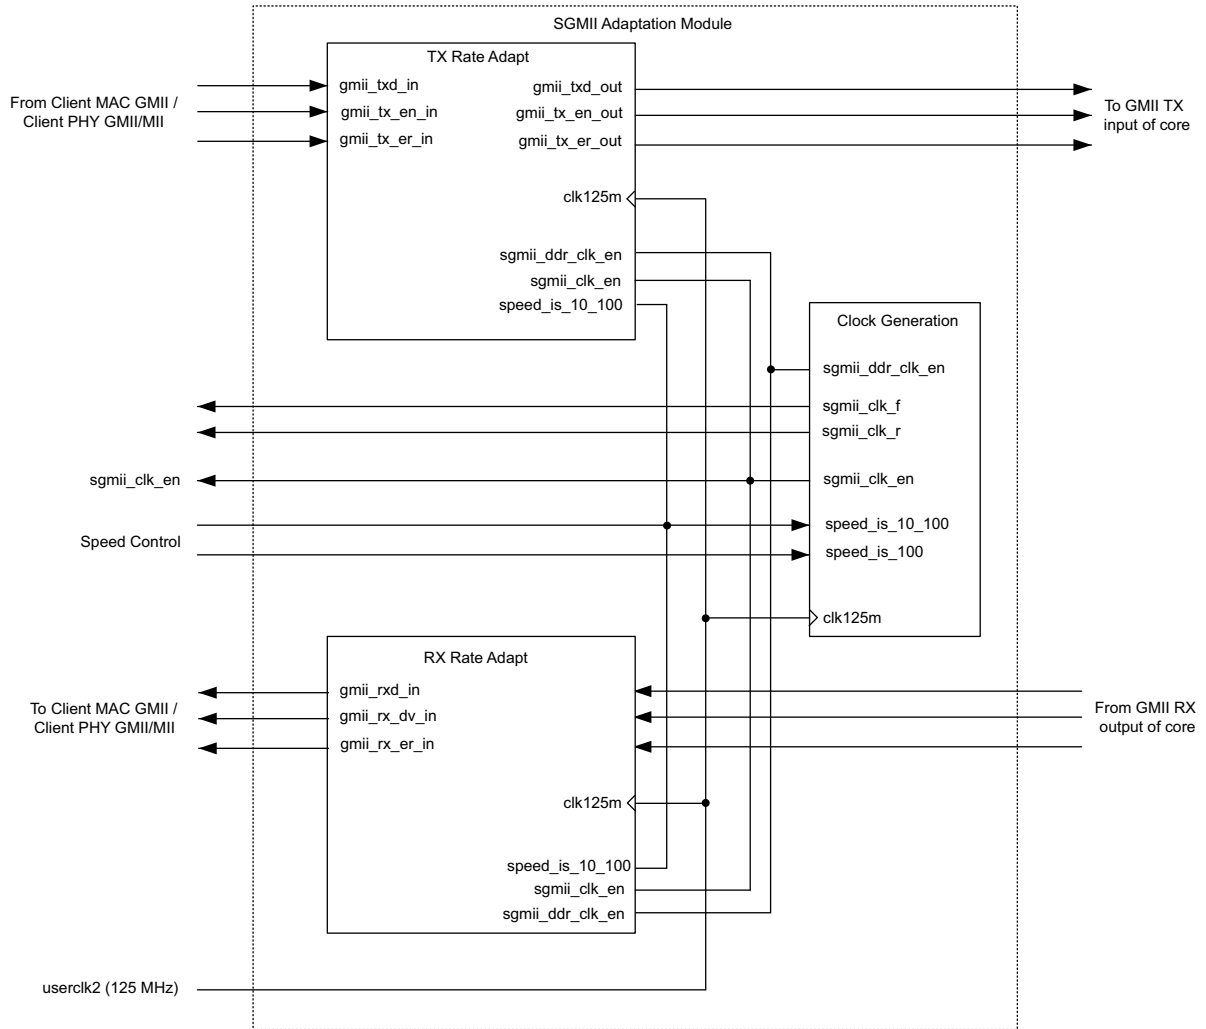 SGMII Adaptation Module
TX Rate Adapt
From Client MAC GMII /
Client PHY GMII/MII
gmii_txd_in
gmii_tx_en_in
gmii_tx_er_in
gmii_txd_out
gmii_tx_en_out
gmii_tx_er_out
To GMII TX
input of core
clk125m
sgmii_ddr_clk_en
sgmii_clk_en
speed_is_10_100
Clock Generation
sgmii_ddr_clk_en
sgmii_clk_f
sgmii_clk_r
sgmii_clk_en
sgmii_clk_en
Speed Control
speed_is_10_100
speed_is_100
clk125m
RX Rate Adapt
To Client MAC GMII /
Client PHY GMII/MII
gmii_rxd_in
gmii_rx_dv_in
gmii_rx_er_in
From GMII RX
output of core
clk125m
speed_is_10_100
sgmii_clk_en
sgmii_ddr_clk_en
userclk2 (125 MHz)